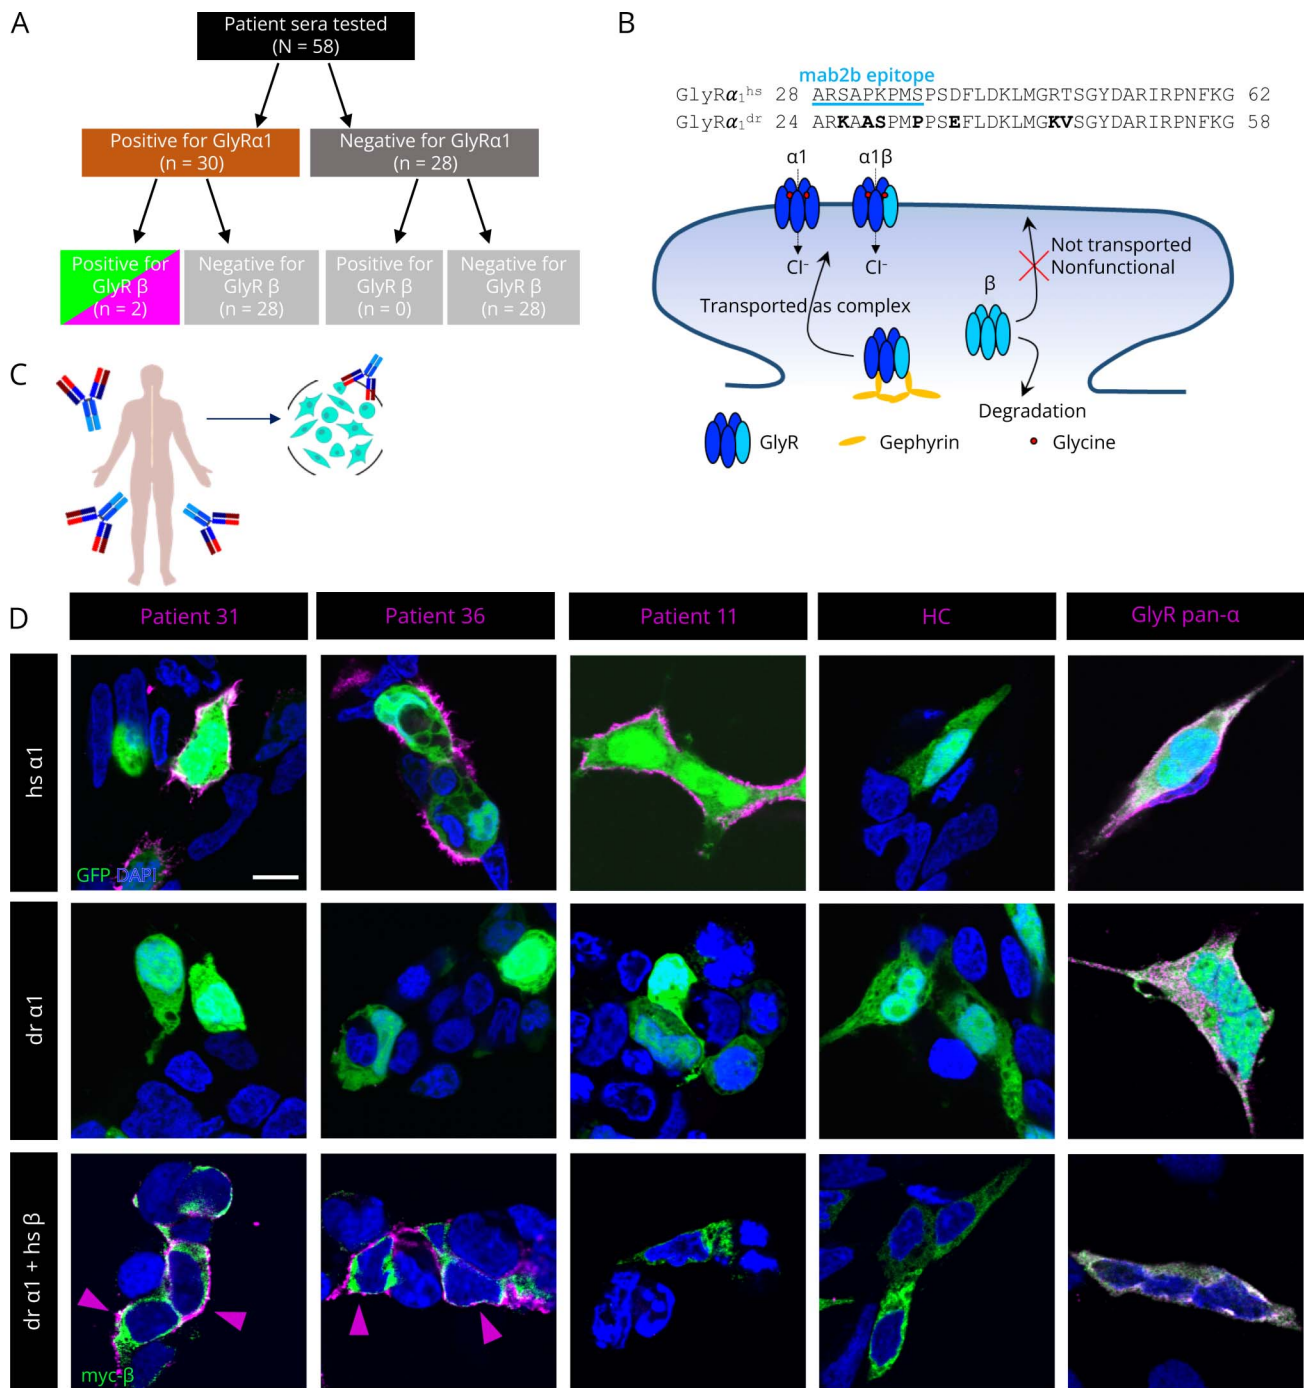 A
Patient sera tested
(N = 58)
Positive for GlyRα1
(n = 30)
Negative for GlyRα1
(n = 28)
Positive for
GlyR β
(n = 2)
Negative for
GlyR β
(n = 28)
Positive for
GlyR β
(n = 0)
Negative for
GlyR β
(n = 28)
B
mab2b epitope
GlyRα₁ʰˢ 28 ARSAPKPMSPSDFLDKLMGRTSGYDARIRPNFKG 62
GlyRα₁ᵈʳ 24 ARKAASPMPPSEFLDKLMGKVSGYDARIRPNFKG 58
α1
α1β
Cl⁻
Cl⁻
Not transported
Nonfunctional
β
Transported as complex
Degradation
GlyR
Gephyrin
Glycine
C
D
Patient 31
Patient 36
Patient 11
HC
GlyR pan-α
hs α1
GFP DAPI
dr α1
dr α1 + hs β
myc-β